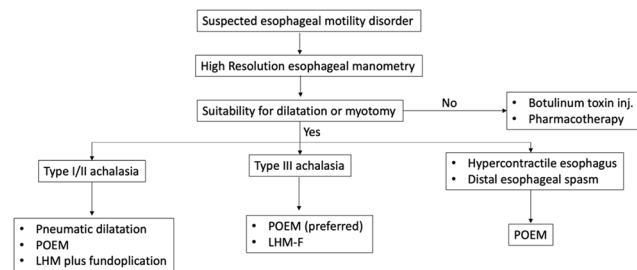 Suspected esophageal motility disorder
High Resolution esophageal manometry
Suitability for dilatation or myotomy
No
• Botulinum toxin inj.
• Pharmacotherapy
Yes
Type I/II achalasia
Type III achalasia
• Hypercontractile esophagus
• Distal esophageal spasm
• Pneumatic dilatation
• POEM
• LHM plus fundoplication
• POEM (preferred)
• LHM-F
POEM